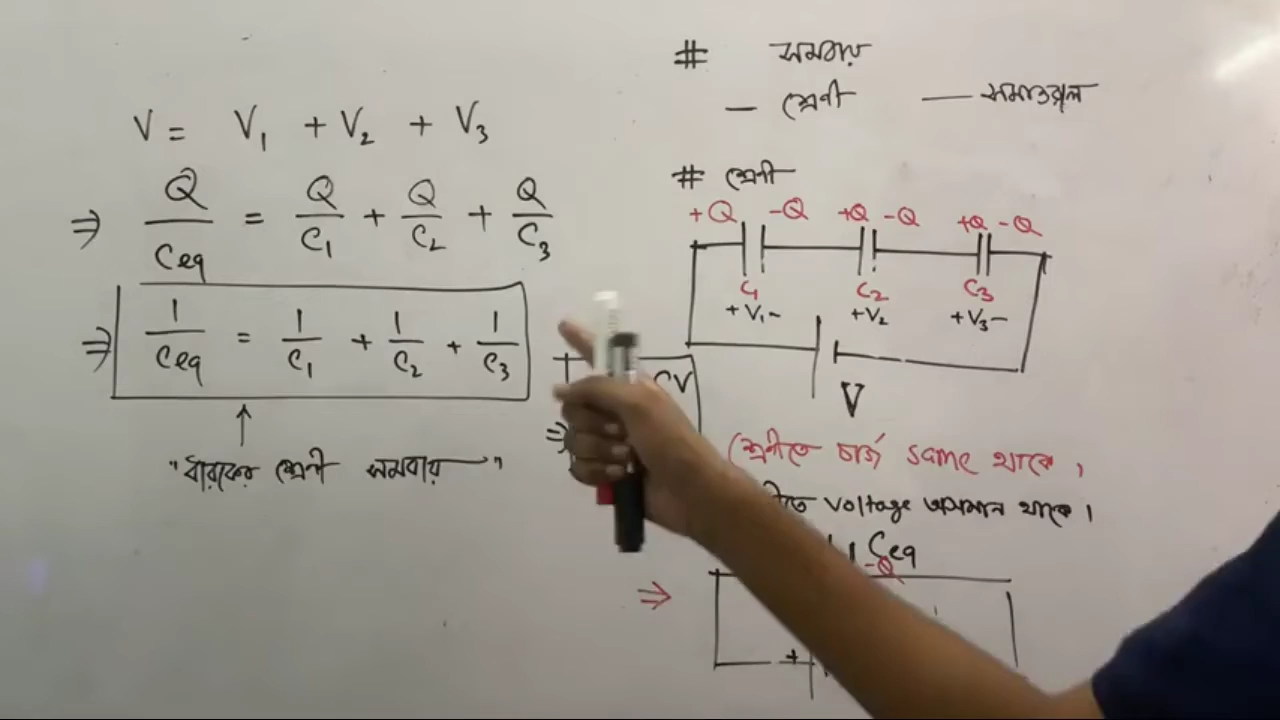 V = V₁ + V₂ + V₃
⇒ Q/Ceq = Q/C₁ + Q/C₂ + Q/C₃
⇒ 1/Ceq = 1/C₁ + 1/C₂ + 1/C₃
"ধারকের শ্রেণী সমবায়"
# সমবায়
— শ্রেণী — সমান্তরাল
# শ্রেণী
+Q -Q +Q -Q +Q -Q
C₁ C₂ C₃
+V₁- +V₂ +V₃-
V
CV
⇒
শ্রেণীতে চার্জ same থাকে।
voltage অসমান থাকে।
Ceq
-Q
⇒
+